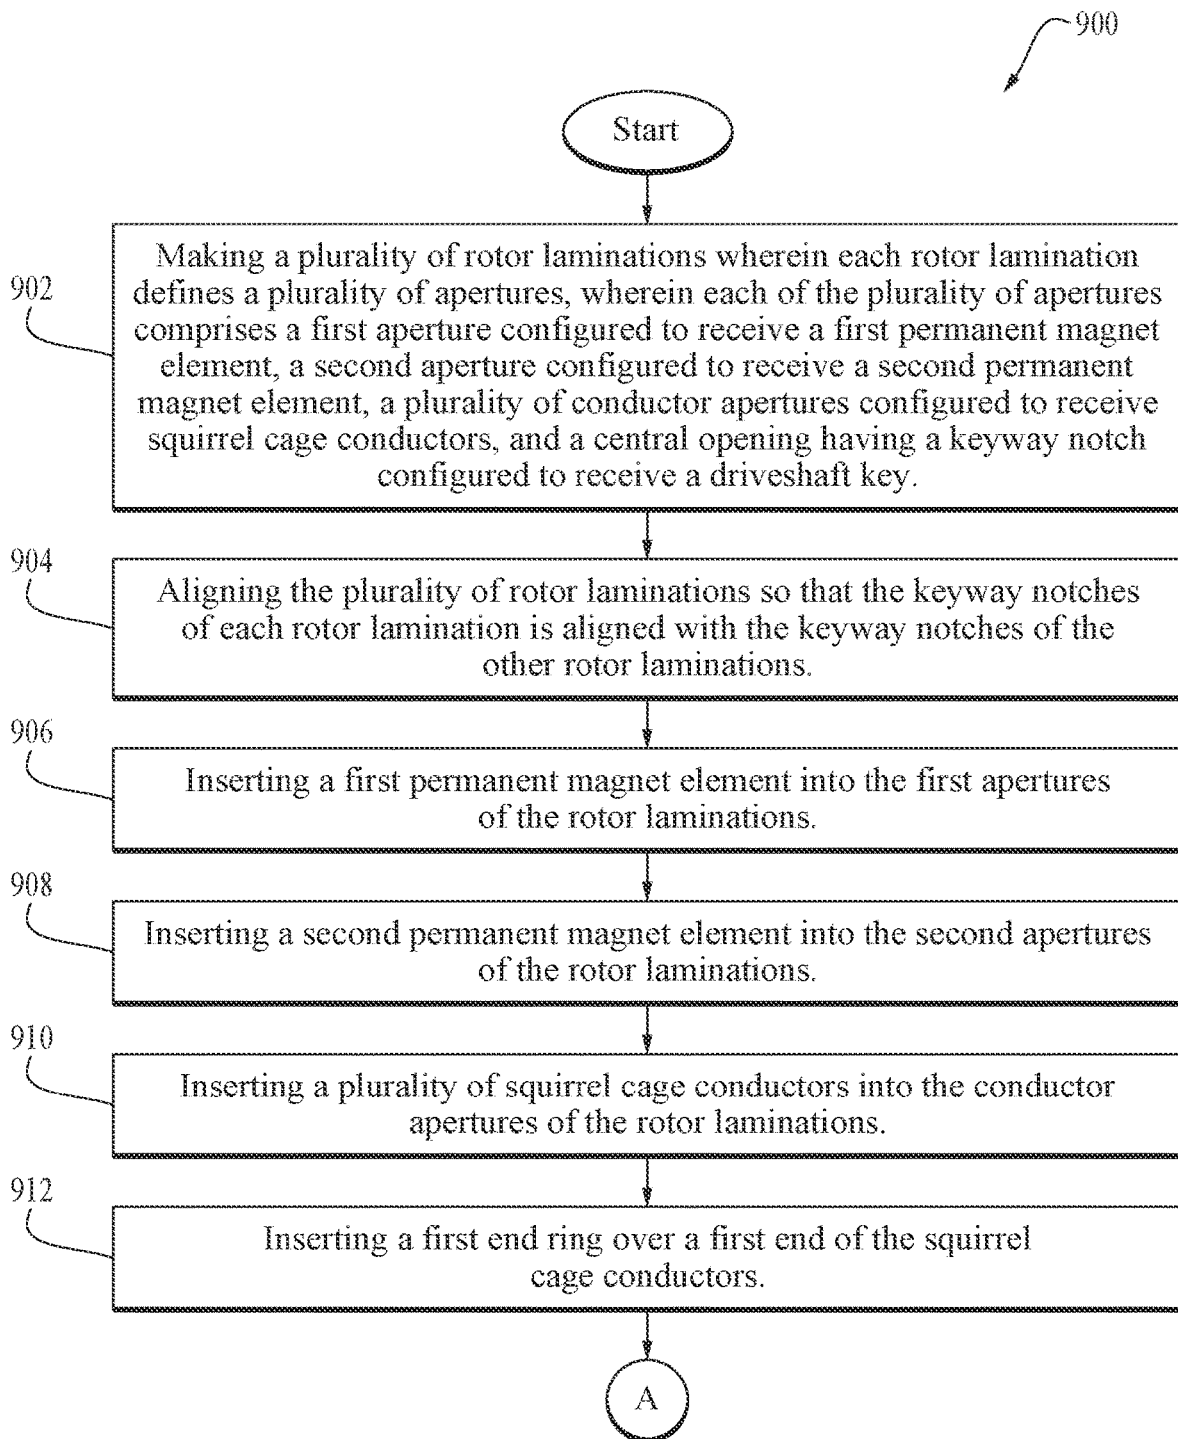 900
Start
902
Making a plurality of rotor laminations wherein each rotor lamination
defines a plurality of apertures, wherein each of the plurality of apertures
comprises a first aperture configured to receive a first permanent magnet
element, a second aperture configured to receive a second permanent
magnet element, a plurality of conductor apertures configured to receive
squirrel cage conductors, and a central opening having a keyway notch
configured to receive a driveshaft key.
904
Aligning the plurality of rotor laminations so that the keyway notches
of each rotor lamination is aligned with the keyway notches of the
other rotor laminations.
906
Inserting a first permanent magnet element into the first apertures
of the rotor laminations.
908
Inserting a second permanent magnet element into the second apertures
of the rotor laminations.
910
Inserting a plurality of squirrel cage conductors into the conductor
apertures of the rotor laminations.
912
Inserting a first end ring over a first end of the squirrel
cage conductors.
A